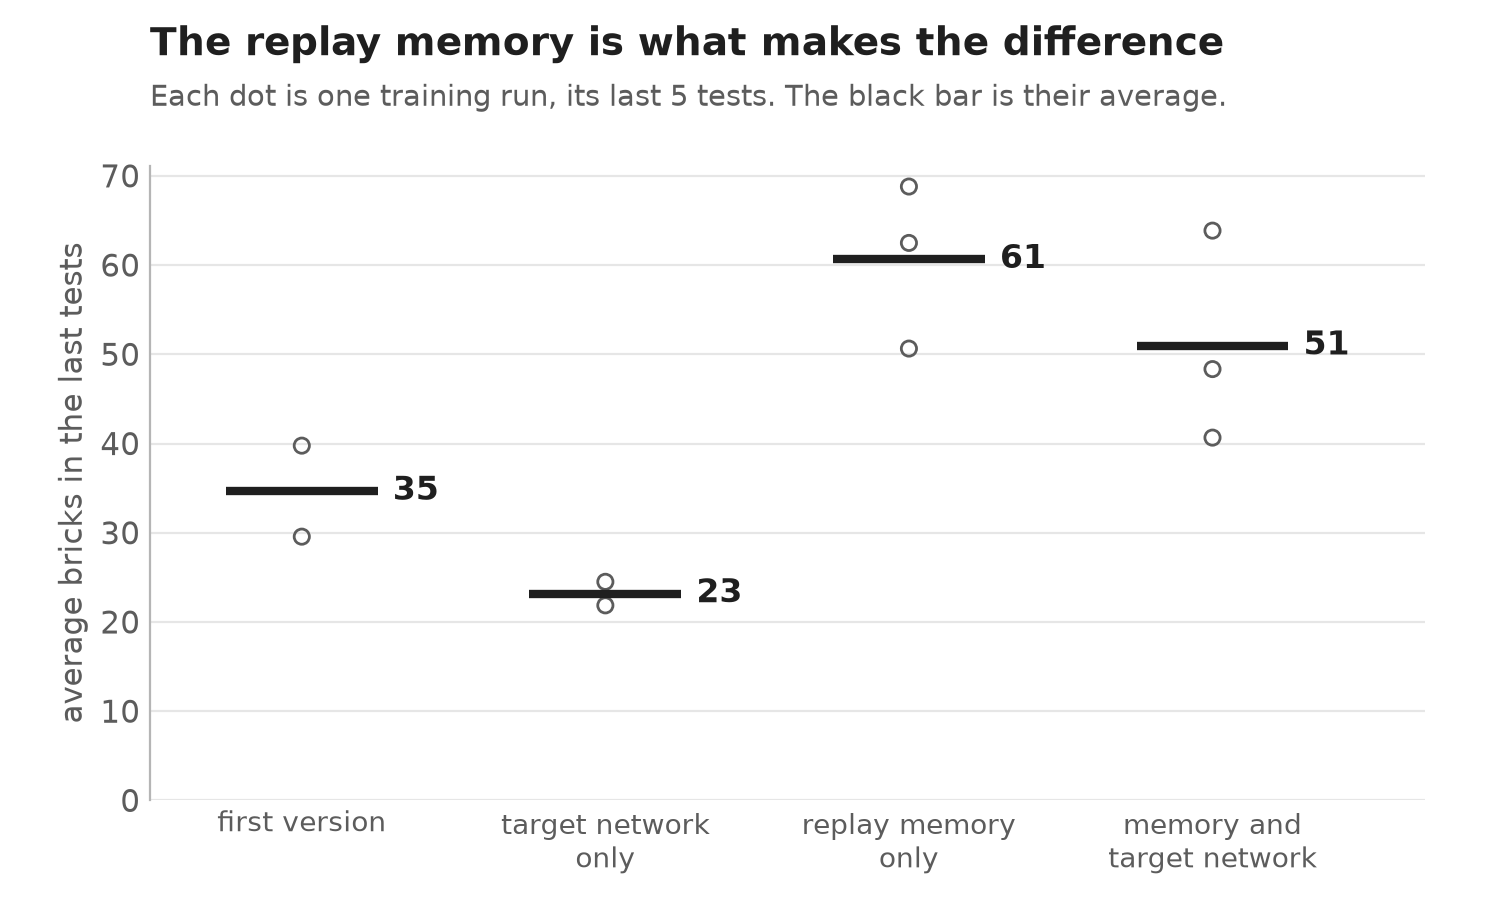 The replay memory is what makes the difference
Each dot is one training run, its last 5 tests. The black bar is their average.
average bricks in the last tests
70
60
50
40
30
20
10
0
35
23
61
51
first version
target network
only
replay memory
only
memory and
target network